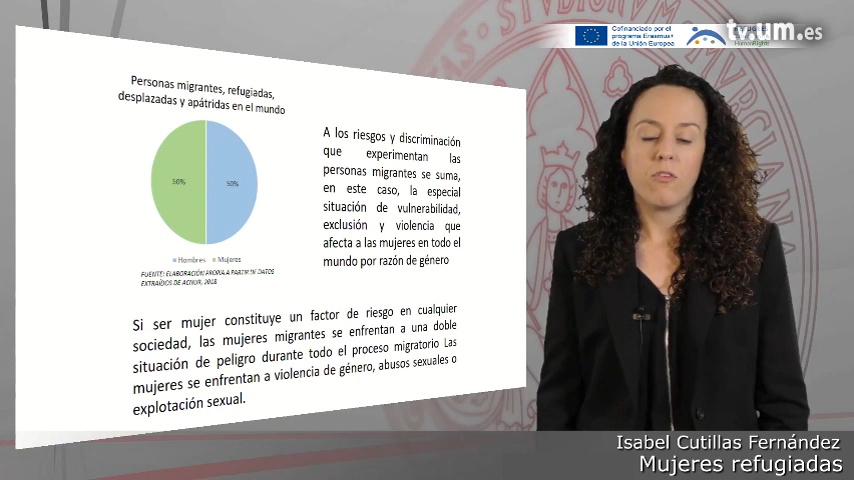 Cofinanciado por el
programa Erasmus+
de la Unión Europea
tv.um.es
Personas migrantes, refugiadas,
desplazadas y apátridas en el mundo
50%
50%
Hombres Mujeres
FUENTE: ELABORACIÓN PROPIA A PARTIR DE DATOS
EXTRAÍDOS DE ACNUR, 2018
A los riesgos y discriminación
que experimentan las
personas migrantes se suma,
en este caso, la especial
situación de vulnerabilidad,
exclusión y violencia que
afecta a las mujeres en todo el
mundo por razón de género
Si ser mujer constituye un factor de riesgo en cualquier
sociedad, las mujeres migrantes se enfrentan a una doble
situación de peligro durante todo el proceso migratorio Las
mujeres se enfrentan a violencia de género, abusos sexuales o
explotación sexual.
Isabel Cutillas Fernández
Mujeres refugiadas